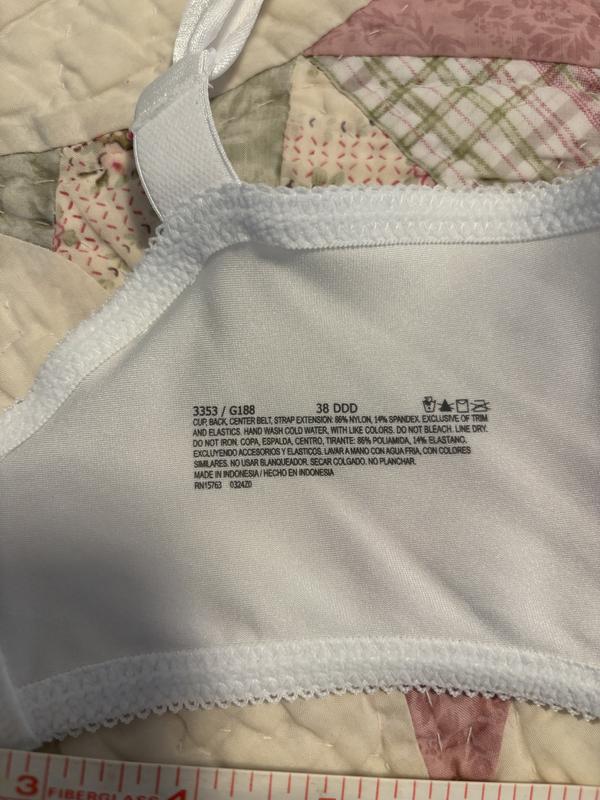 3353 / G188 38 DDD
CUP, BACK, CENTER BELT, STRAP EXTENSION: 86% NYLON, 14% SPANDEX. EXCLUSIVE OF TRIM
AND ELASTICS. HAND WASH COLD WATER, WITH LIKE COLORS. DO NOT BLEACH. LINE DRY.
DO NOT IRON. COPA, ESPALDA, CENTRO, TIRANTE: 86% POLIAMIDA, 14% ELASTANO.
EXCLUYENDO ACCESORIOS Y ELASTICOS. LAVAR A MANO CON AGUA FRIA, CON COLORES
SIMILARES. NO USAR BLANQUEADOR. SECAR COLGADO. NO PLANCHAR.
MADE IN INDONESIA / HECHO EN INDONESIA
RN15763 0324Z0
3 FIBERGLASS 4